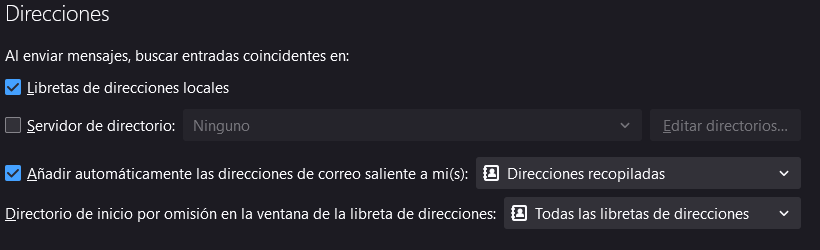 Direcciones
Al enviar mensajes, buscar entradas coincidentes en:
Libretas de direcciones locales
Servidor de directorio: Ninguno Editar directorios...
Añadir automáticamente las direcciones de correo saliente a mi(s): Direcciones recopiladas
Directorio de inicio por omisión en la ventana de la libreta de direcciones: Todas las libretas de direcciones